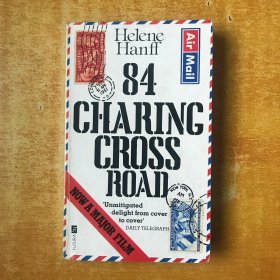 Helene
Hanff
Air Mail
84
CHARING
CROSS
ROAD
'Unmitigated
delight from cover
to cover'
DAILY TELEGRAPH
NOW A MAJOR FILM